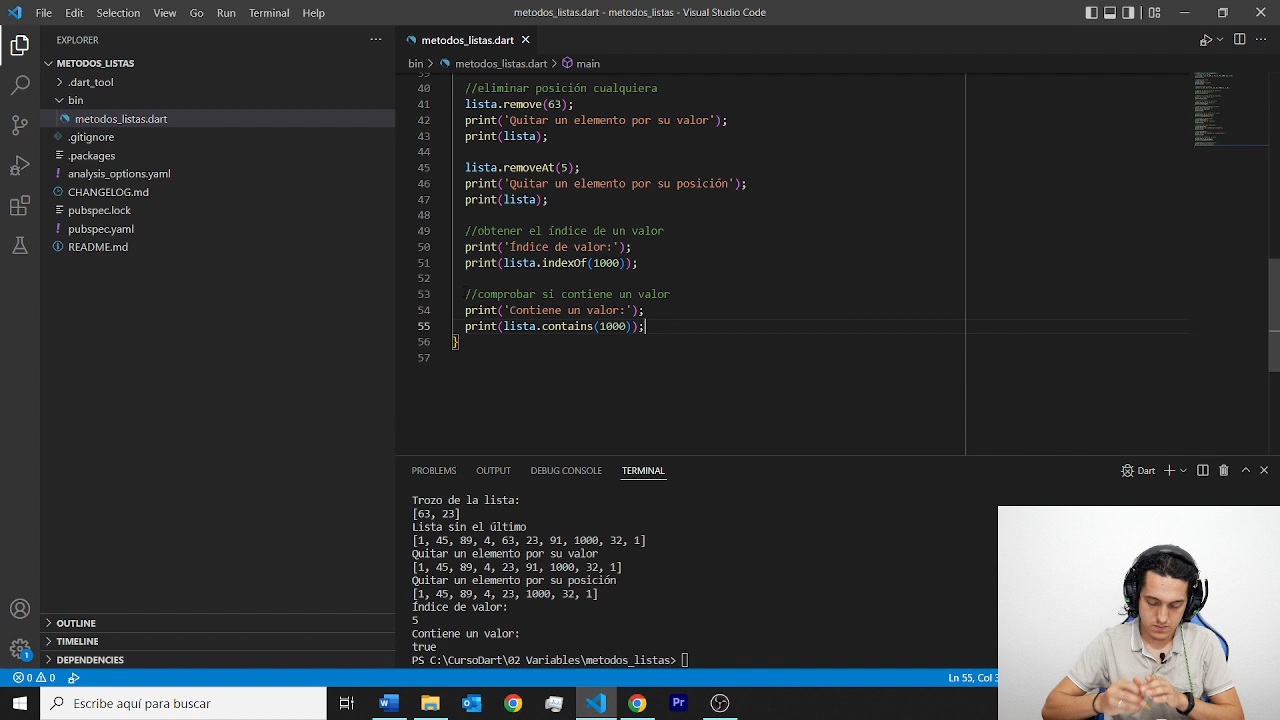 File Edit Selection View Go Run Terminal Help
metodos_listas.dart - metodos_listas - Visual Studio Code
EXPLORER
METODOS_LISTAS
.dart_tool
bin
metodos_listas.dart
.gitignore
.packages
analysis_options.yaml
CHANGELOG.md
pubspec.lock
pubspec.yaml
README.md
OUTLINE
TIMELINE
DEPENDENCIES
metodos_listas.dart
bin > metodos_listas.dart > main
39
40 //eliminar posición cualquiera
41 lista.remove(63);
42 print('Quitar un elemento por su valor');
43 print(lista);
44
45 lista.removeAt(5);
46 print('Quitar un elemento por su posición');
47 print(lista);
48
49 //obtener el índice de un valor
50 print('Índice de valor:');
51 print(lista.indexOf(1000));
52
53 //comprobar si contiene un valor
54 print('Contiene un valor:');
55 print(lista.contains(1000));
56 }
57
PROBLEMS OUTPUT DEBUG CONSOLE TERMINAL
Dart
Trozo de la lista:
[63, 23]
Lista sin el último
[1, 45, 89, 4, 63, 23, 91, 1000, 32, 1]
Quitar un elemento por su valor
[1, 45, 89, 4, 23, 91, 1000, 32, 1]
Quitar un elemento por su posición
[1, 45, 89, 4, 23, 1000, 32, 1]
Índice de valor:
5
Contiene un valor:
true
PS C:\CursoDart\02 Variables\metodos_listas>
1
0 0
Ln 55, Col
Escribe aquí para buscar
W
Pr